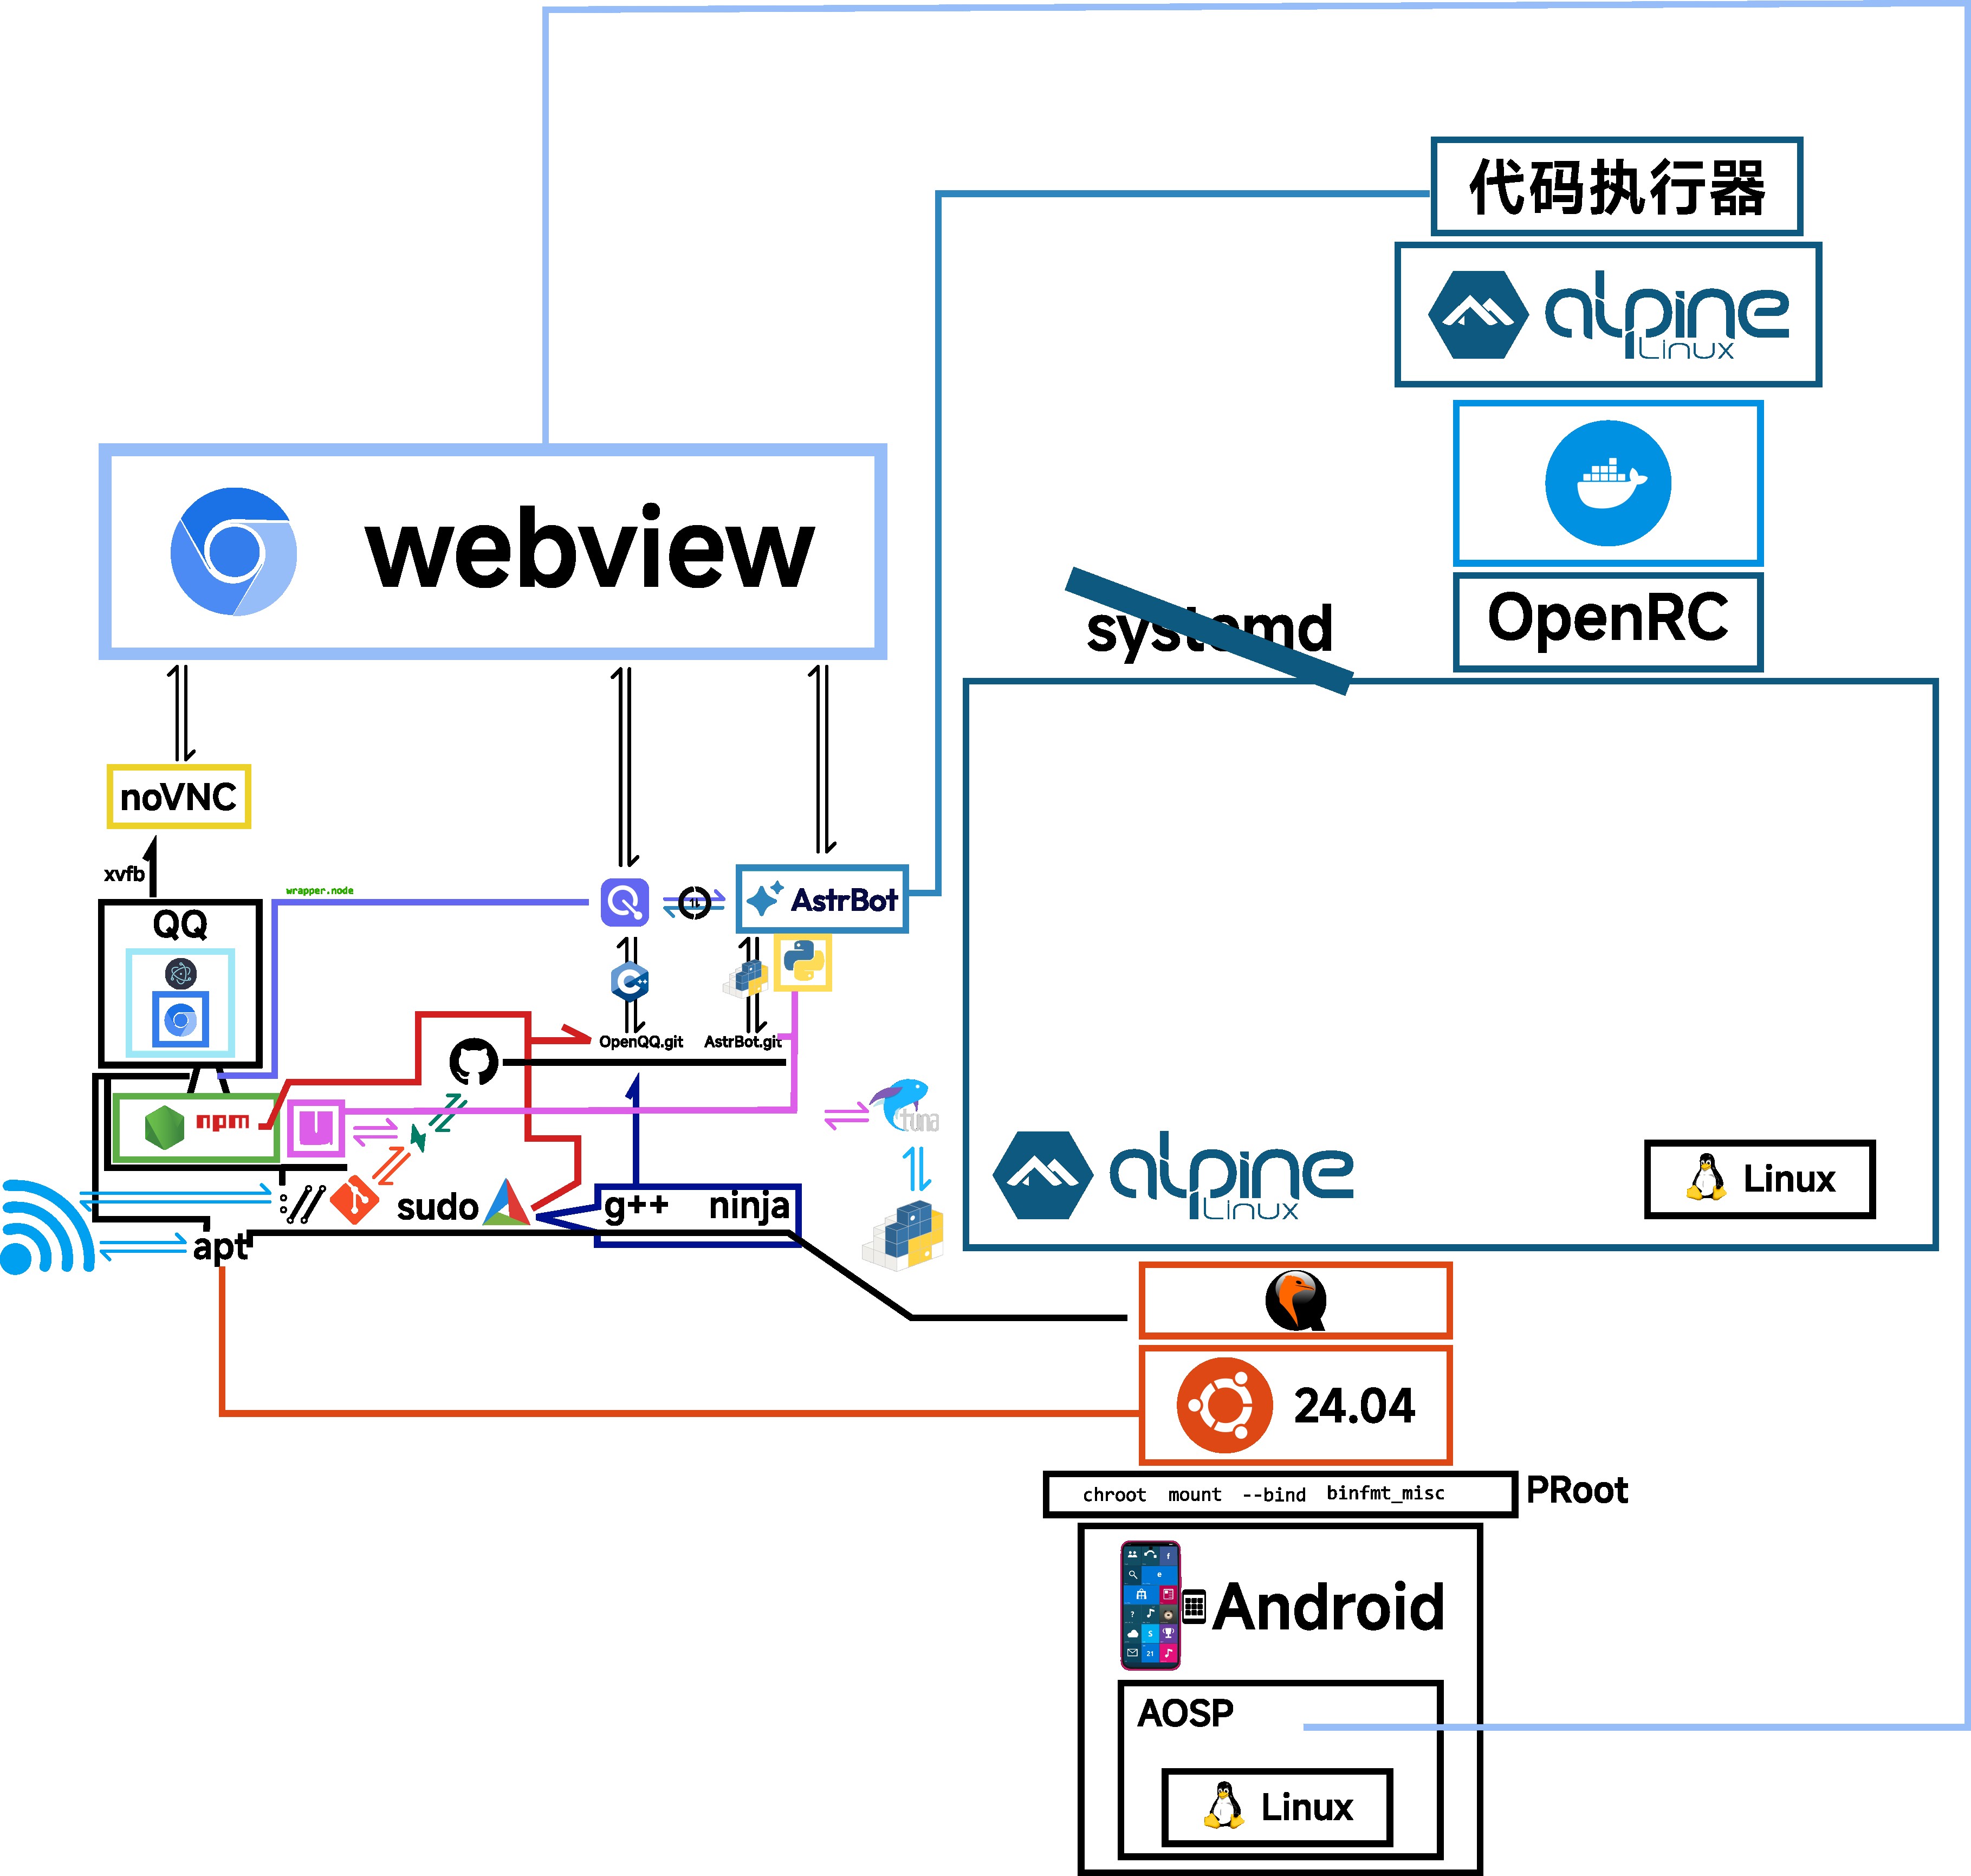 代码执行器
alpine
Linux
webview
systemd
OpenRC
noVNC
xvfb
wrapper.node
QQ
AstrBot
OpenQQ.git
AstrBot.git
npm
tuna
://
sudo
g++
ninja
apt
alpine
Linux
Linux
24.04
chroot mount --bind binfmt_misc
PRoot
Android
AOSP
Linux